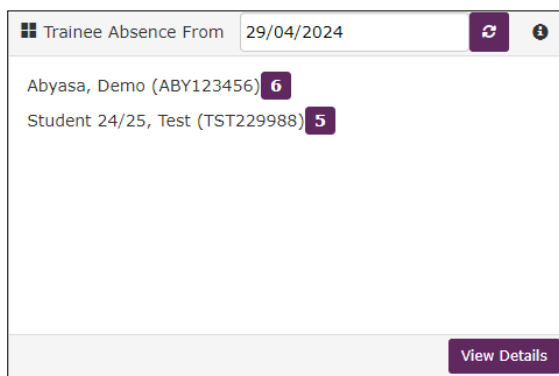 Trainee Absence From 29/04/2024
Abyasa, Demo (ABY123456) 6
Student 24/25, Test (TST229988) 5
View Details